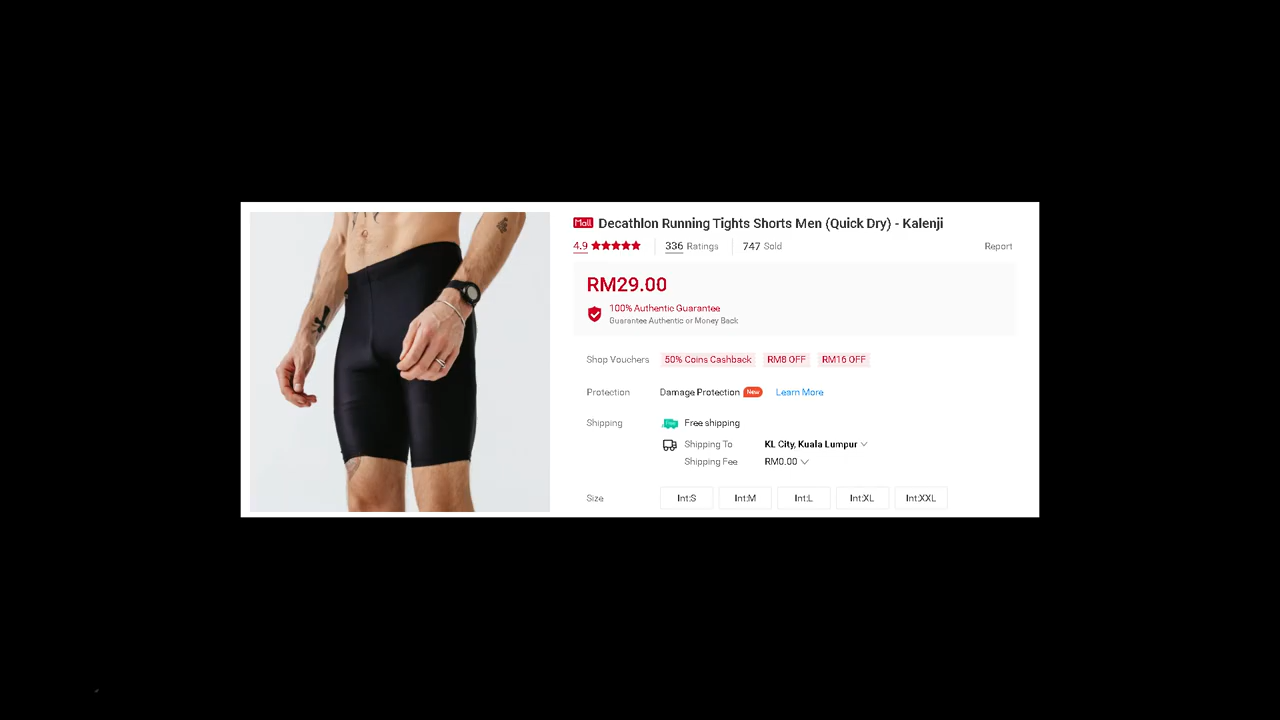 Mall Decathlon Running Tights Shorts Men (Quick Dry) - Kalenji
4.9 336 Ratings 747 Sold Report
RM29.00
100% Authentic Guarantee
Guarantee Authentic or Money Back
Shop Vouchers 50% Coins Cashback RM8 OFF RM16 OFF
Protection Damage Protection New Learn More
Shipping Free shipping
Shipping To KL City, Kuala Lumpur
Shipping Fee RM0.00
Size Int:S Int:M Int:L Int:XL Int:XXL